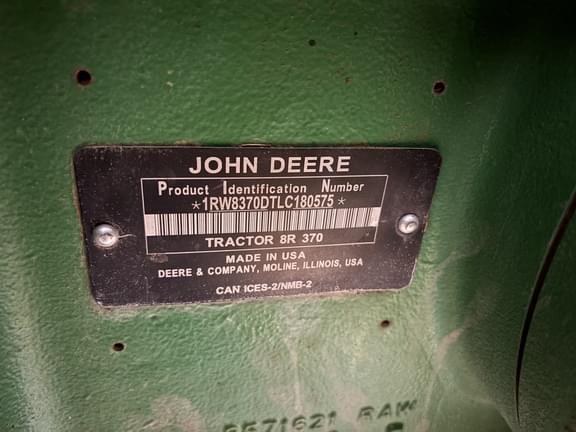 JOHN DEERE
Product Identification Number
*1RW8370DTLC180575*
TRACTOR 8R 370
MADE IN USA
DEERE & COMPANY, MOLINE, ILLINOIS, USA
CAN ICES-2/NMB-2
RAW